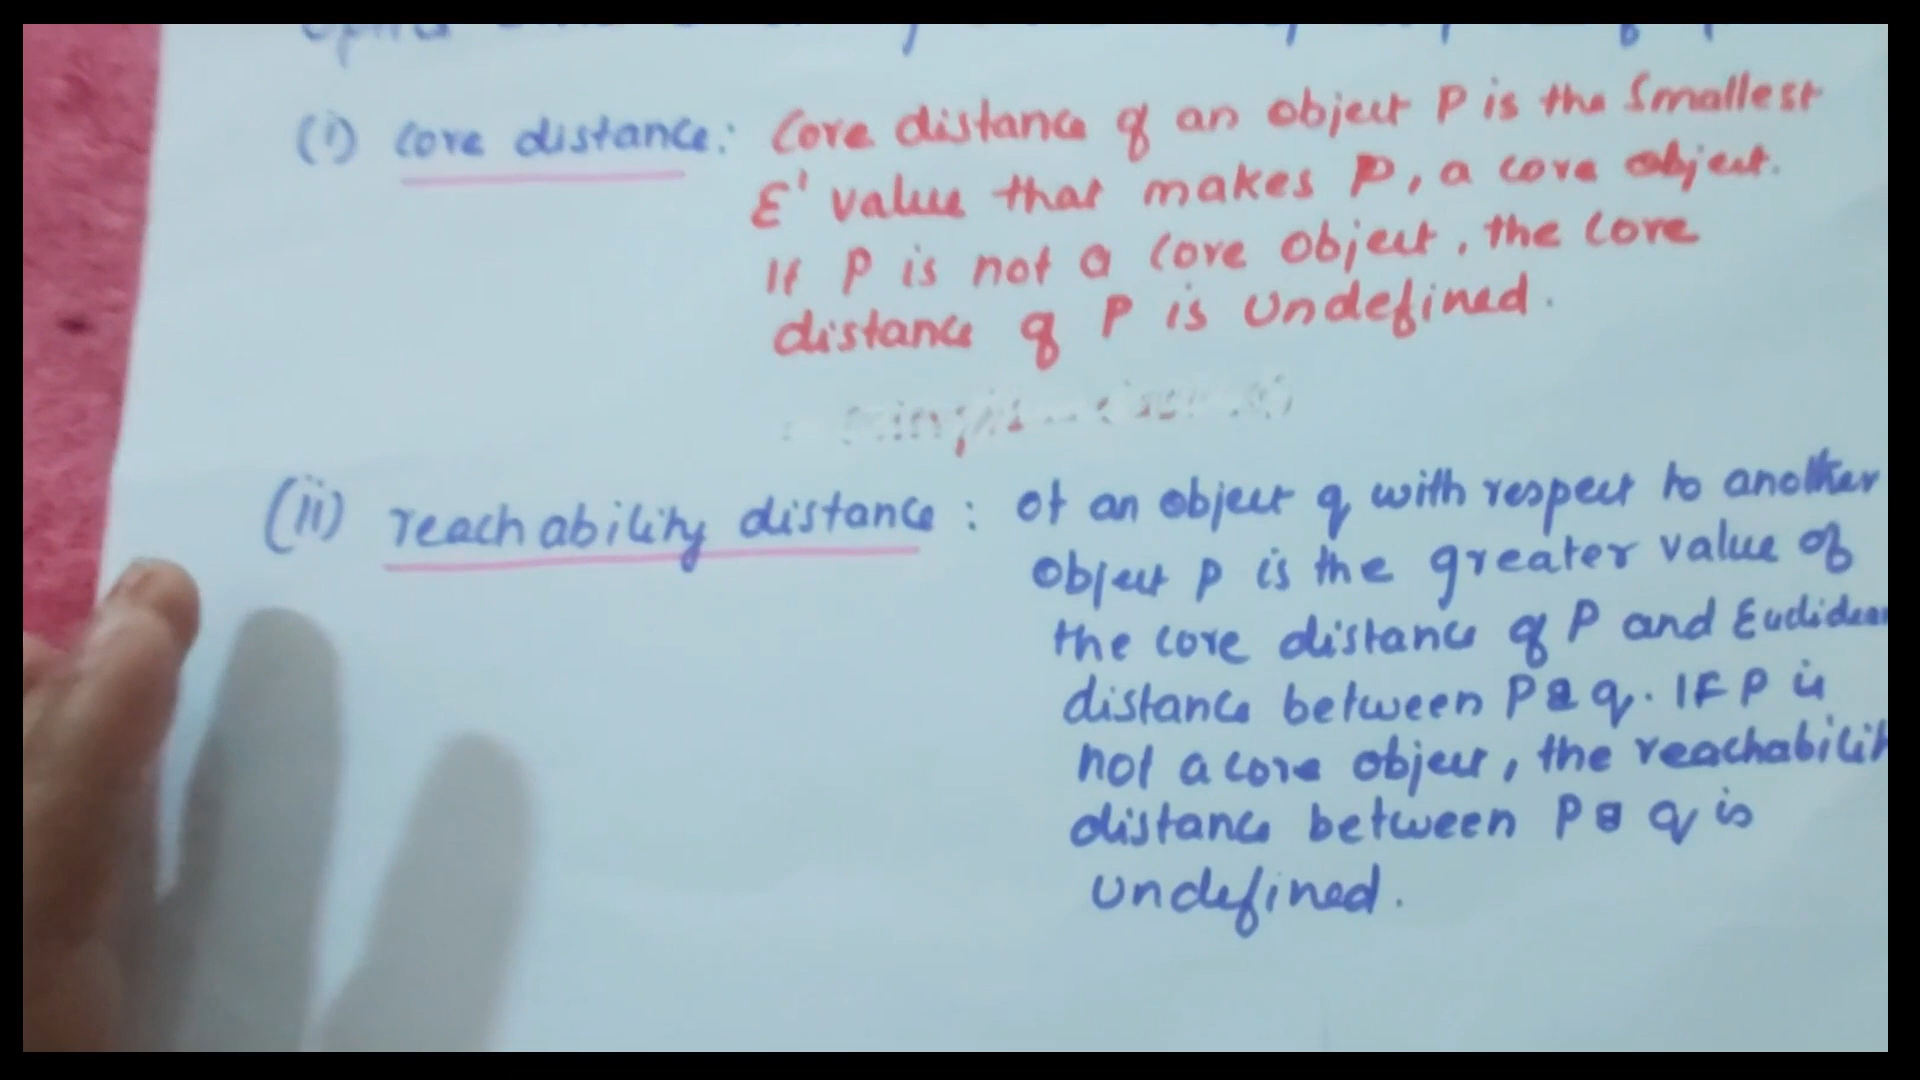 (i) core distance: Core distance of an object P is the smallest
ε' value that makes P, a core object.
If P is not a core object, the core
distance of P is undefined.
(ii) reachability distance: of an object q with respect to another
object p is the greater value of
the core distance of P and Euclidean
distance between P & q. IF P is
not a core object, the reachabilit
distance between P & q is
undefined.